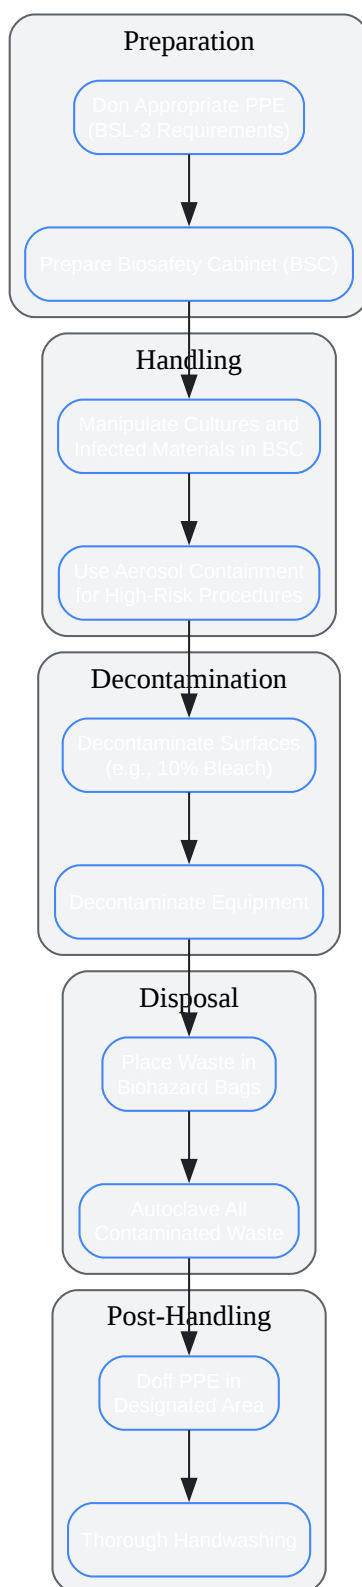 Preparation
Don Appropriate PPE
(BSL-3 Requirements)
Prepare Biosafety Cabinet (BSC)
Handling
Manipulate Cultures and
Infected Materials in BSC
Use Aerosol Containment
for High-Risk Procedures
Decontamination
Decontaminate Surfaces
(e.g., 10% Bleach)
Decontaminate Equipment
Disposal
Place Waste in
Biohazard Bags
Autoclave All
Contaminated Waste
Post-Handling
Doff PPE in
Designated Area
Thorough Handwashing